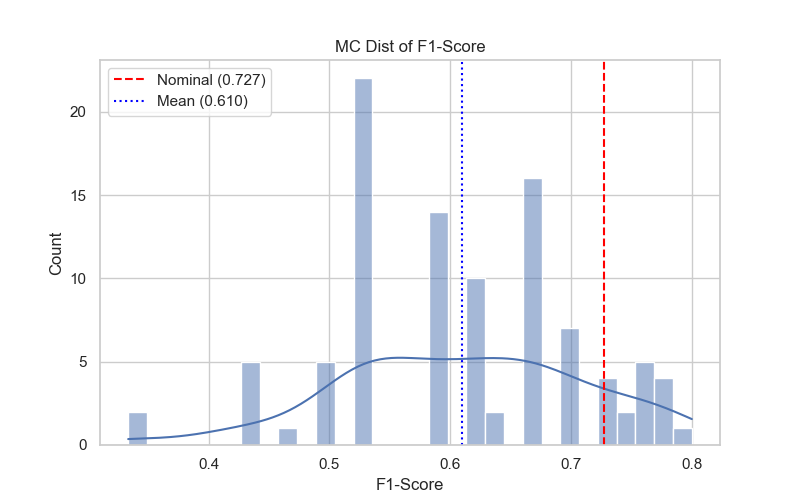 MC Dist of F1-Score
Nominal (0.727)
Mean (0.610)
Count
20
15
10
5
0
0.4 0.5 0.6 0.7 0.8
F1-Score